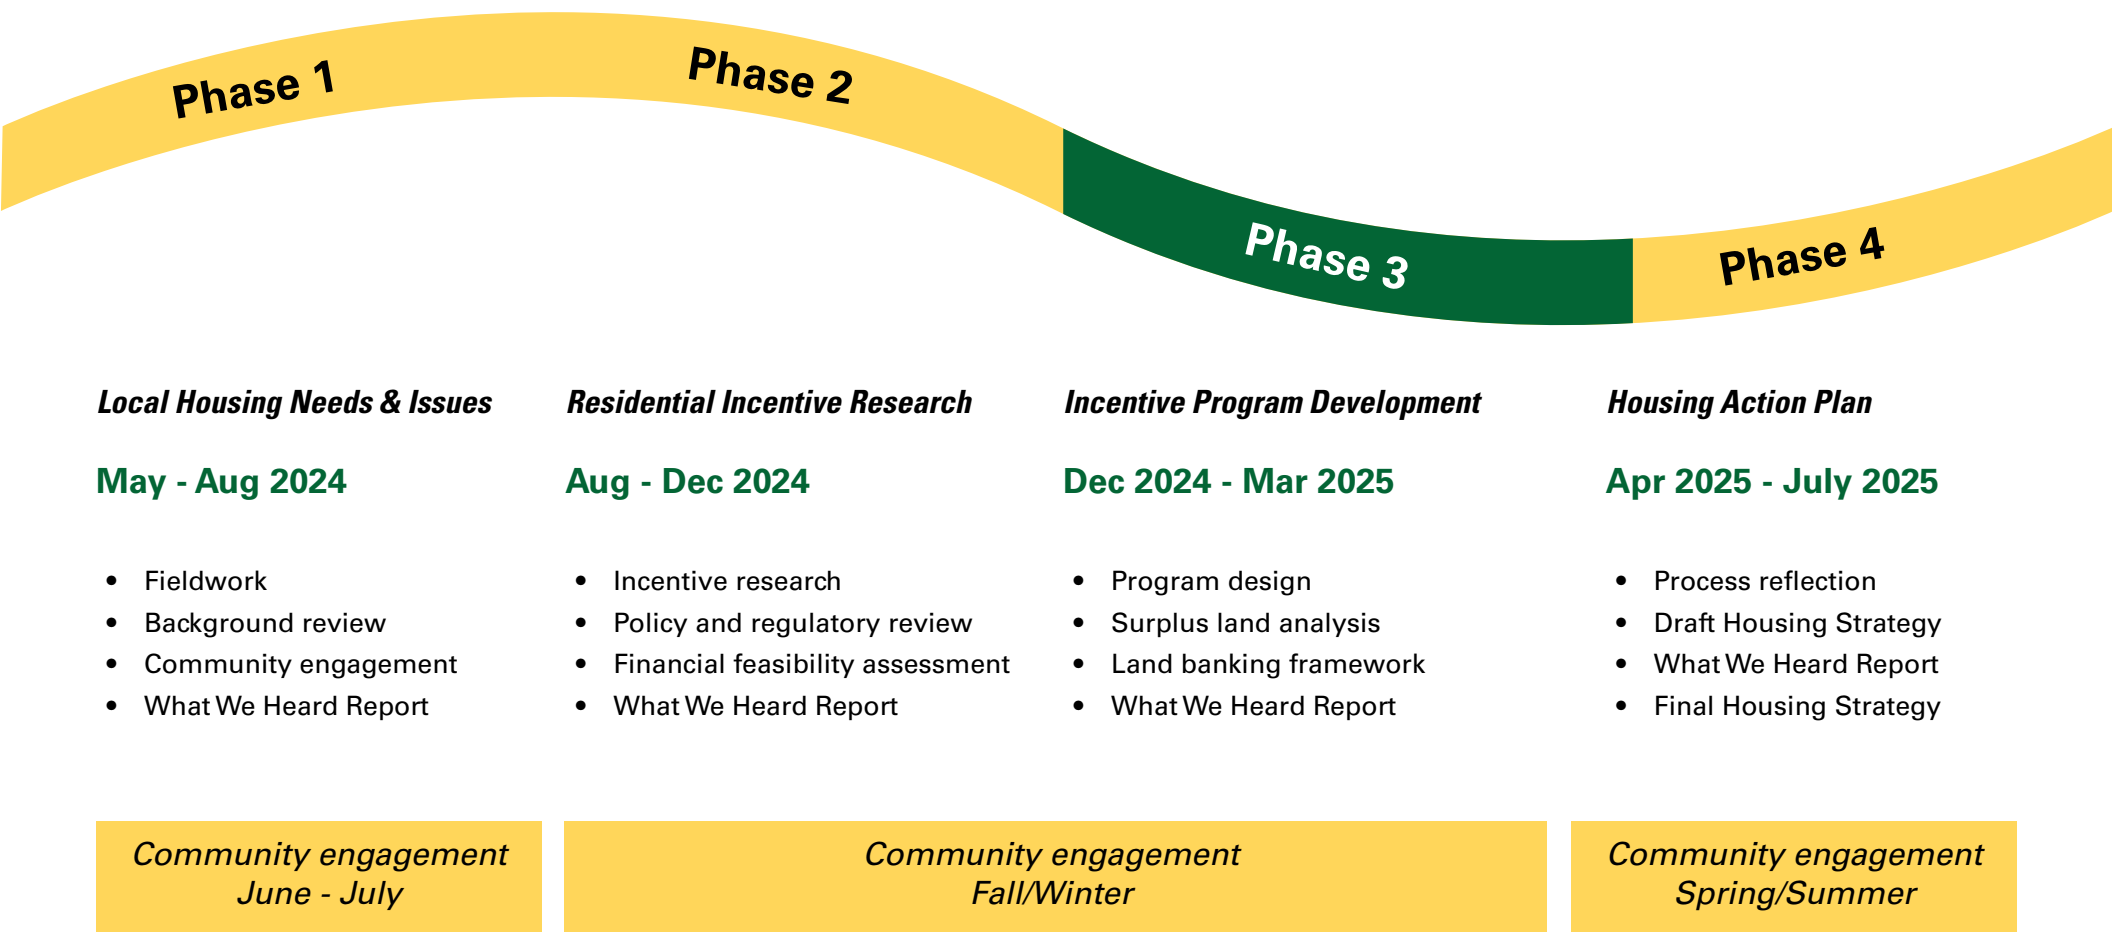 Phase 1
Phase 2
Phase 3
Phase 4
Local Housing Needs & Issues
May - Aug 2024
• Fieldwork
• Background review
• Community engagement
• What We Heard Report
Residential Incentive Research
Aug - Dec 2024
• Incentive research
• Policy and regulatory review
• Financial feasibility assessment
• What We Heard Report
Incentive Program Development
Dec 2024 - Mar 2025
• Program design
• Surplus land analysis
• Land banking framework
• What We Heard Report
Housing Action Plan
Apr 2025 - July 2025
• Process reflection
• Draft Housing Strategy
• What We Heard Report
• Final Housing Strategy
Community engagement
June - July
Community engagement
Fall/Winter
Community engagement
Spring/Summer